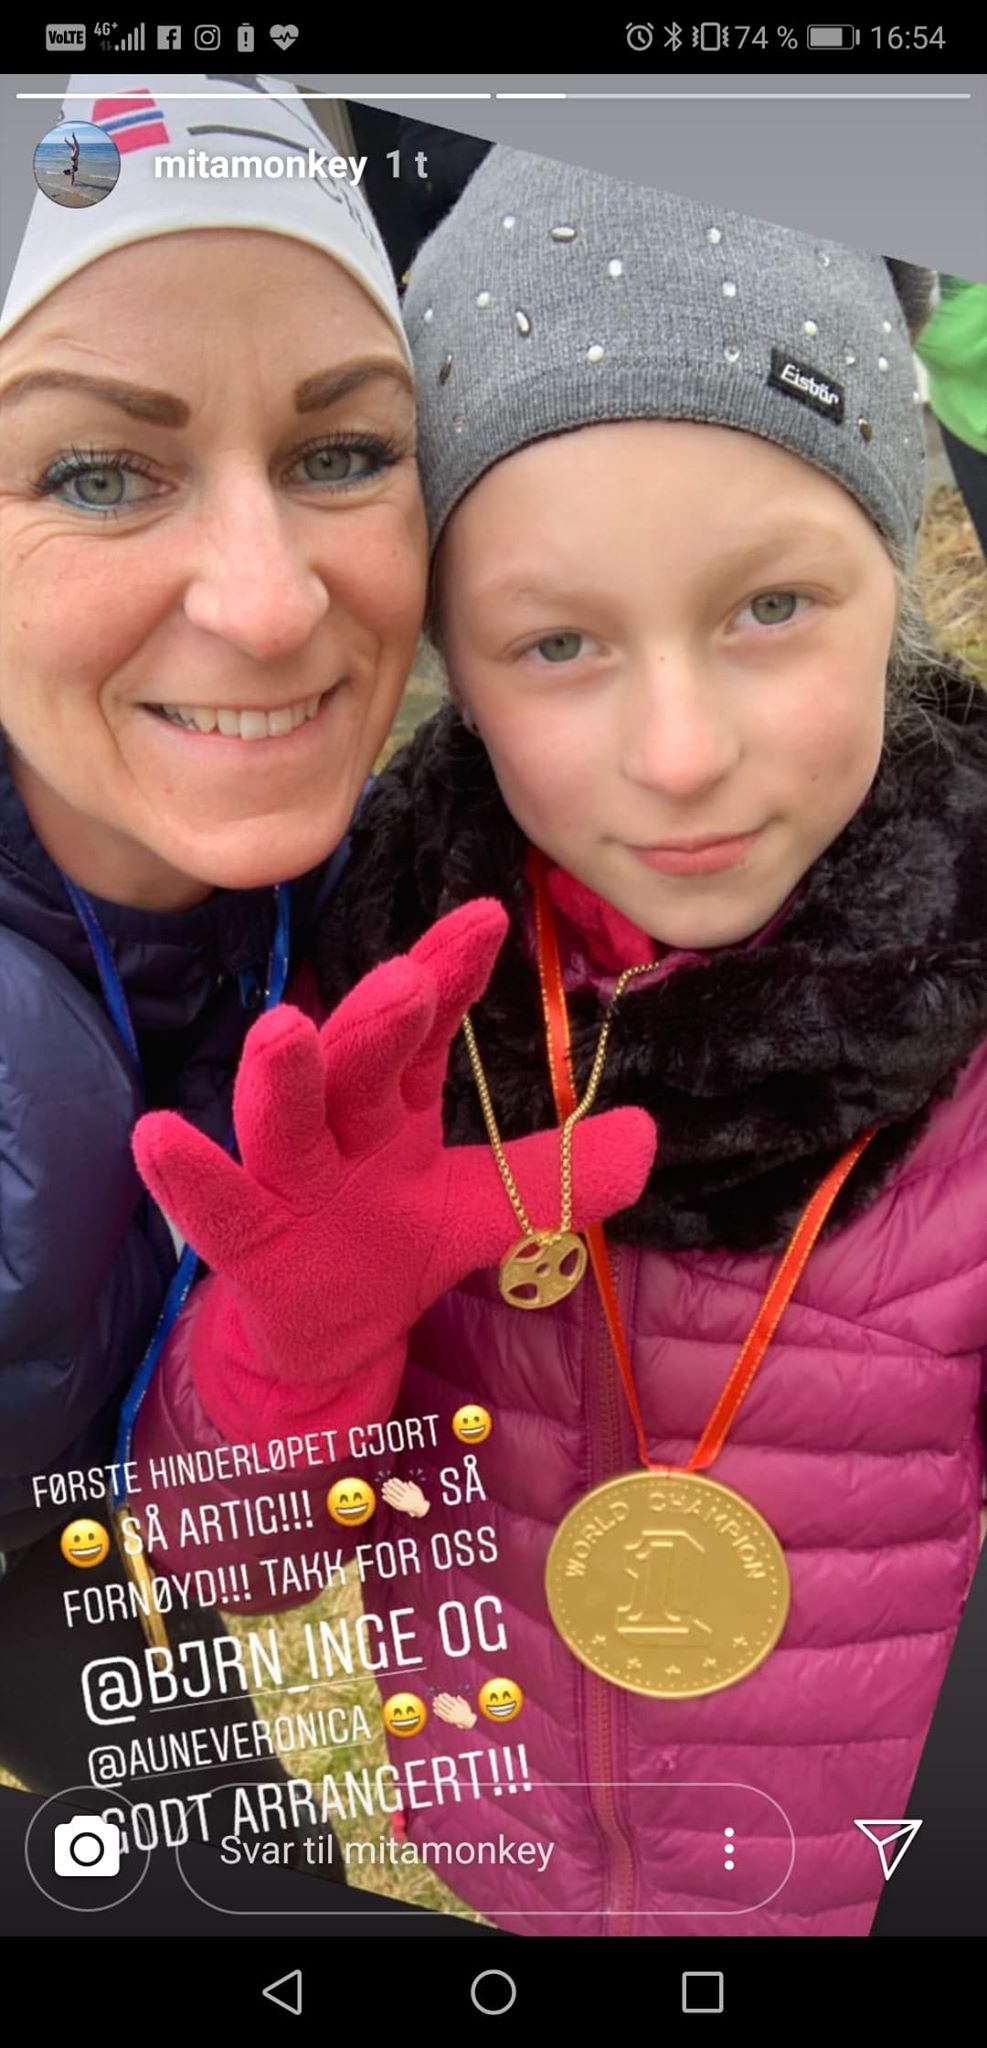 VoLTE 4G+ 74 % 16:54
mitamonkey 1 t
Eisbär
FØRSTE HINDERLØPET GJORT 😀
😀 SÅ ARTIG!!! 😄👏🏻 SÅ
FORNØYD!!! TAKK FOR OSS
@BJRN_INGE OG
@AUNEVERONICA 😄👏🏻😁
GODT ARRANGERT!!!
WORLD CHAMPION
1
Svar til mitamonkey